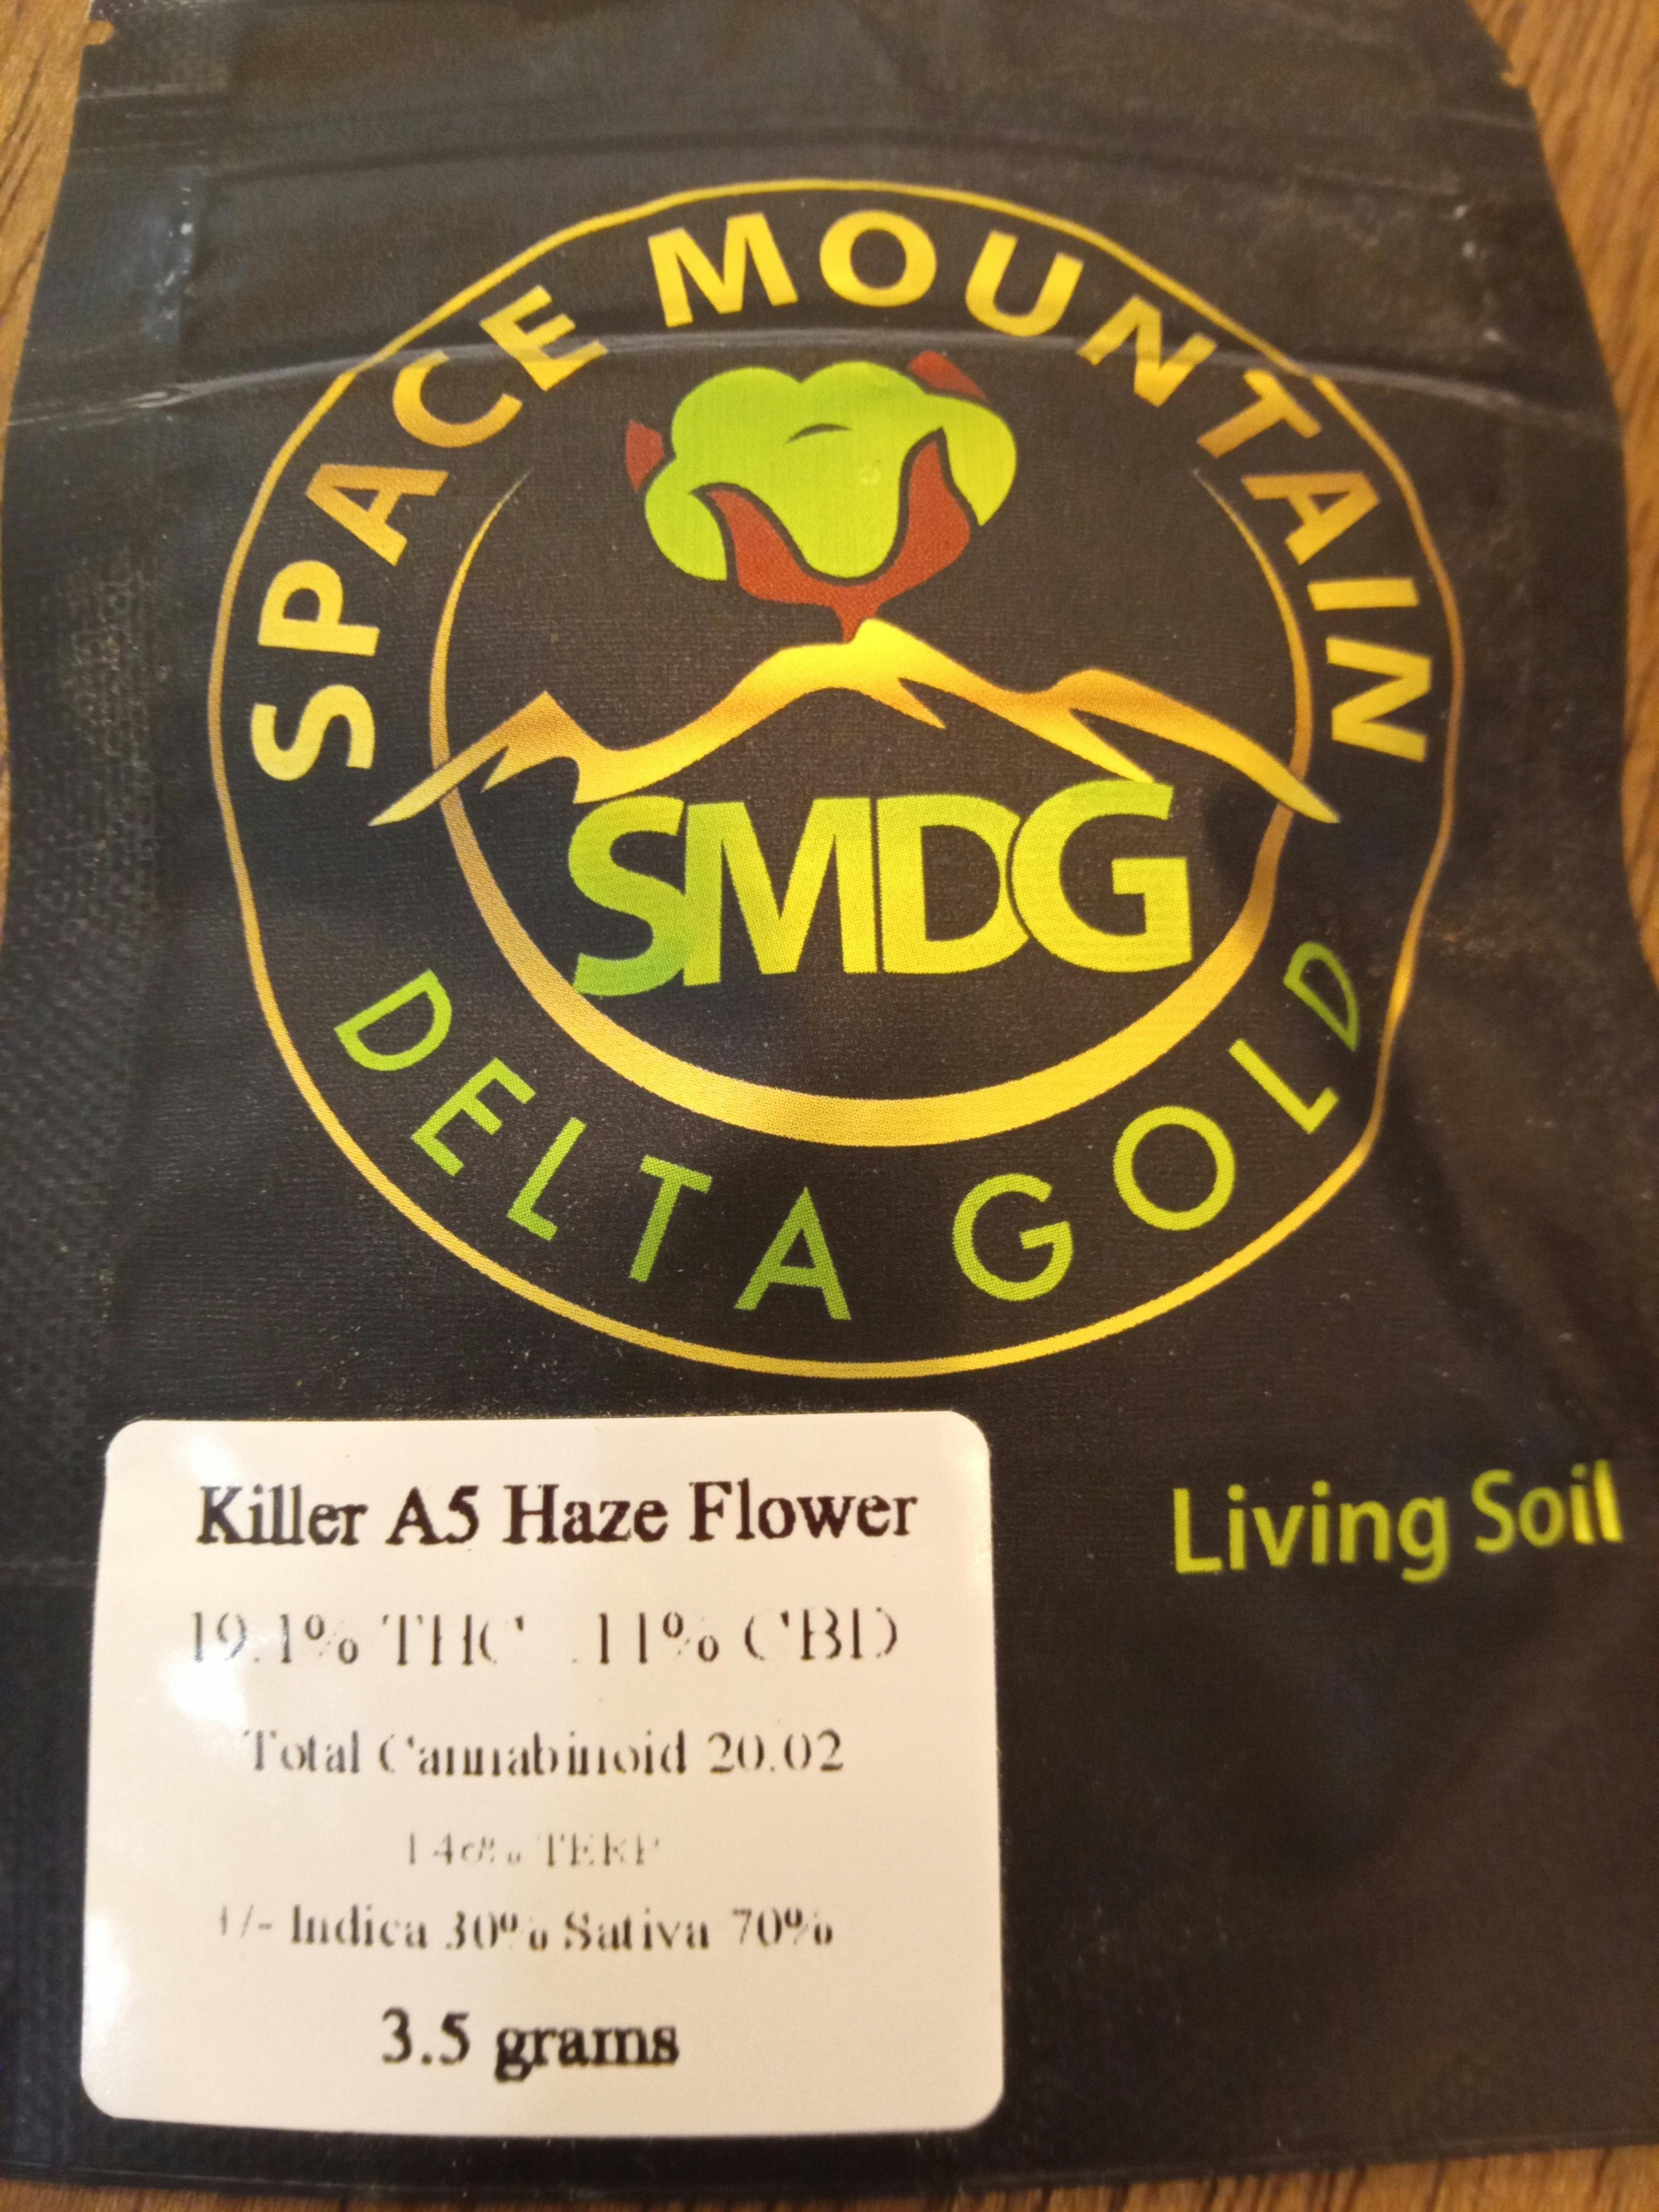 SPACE MOUNTAIN
SMDG
DELTA GOLD
Living Soil
Killer A5 Haze Flower
19.1% THC .11% CBD
Total Cannabinoid 20.02
TERP
+/- Indica 30% Sativa 70%
3.5 grams